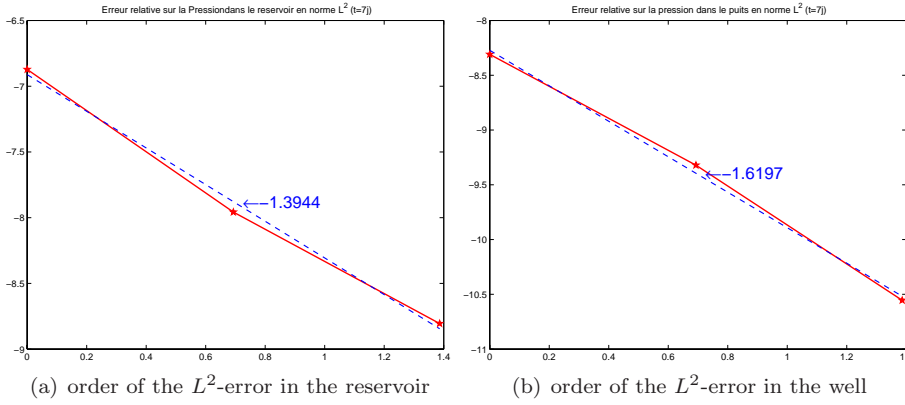 Erreur relative sur la Pressiondans le reservoir en norme L² (t=7j)
-6.5
-7
-7.5
-8
-8.5
-9
0 0.2 0.4 0.6 0.8 1 1.2 1.4
←−1.3944
(a) order of the L²-error in the reservoir
Erreur relative sur la pression dans le puits en norme L² (t=7j)
-8
-8.5
-9
-9.5
-10
-10.5
-11
0 0.2 0.4 0.6 0.8 1 1.2
←−1.6197
(b) order of the L²-error in the well